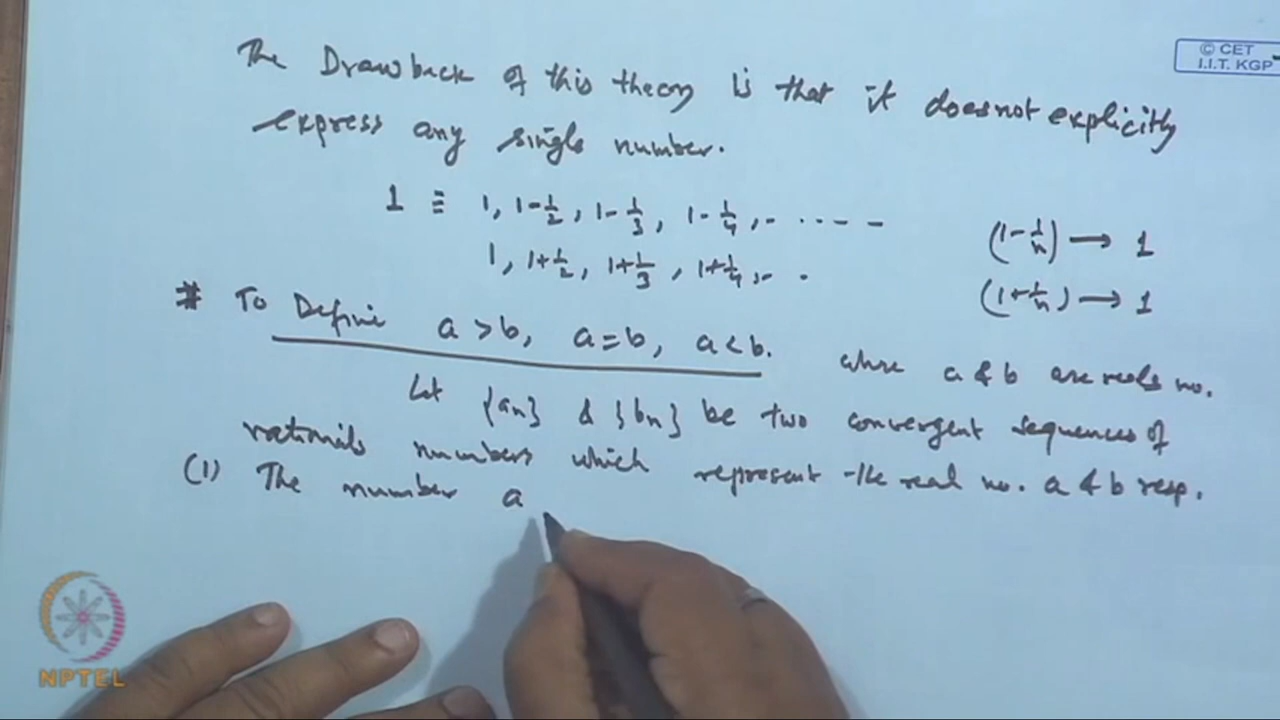 © CET
I.I.T. KGP
The Drawback of this theory is that it does not explicitly
express any single number.
1 ≡ 1, 1-1/2, 1-1/3, 1-1/4, - ‐ ‐ ‐ ‐ ‐
(1-1/n) → 1
1, 1+1/2, 1+1/3, 1+1/4, - .
(1+1/n) → 1
# To Define a > b, a = b, a < b. where a & b are reals no.
Let {an} & {bn} be two convergent sequences of
rationals numbers which represent the real no. a & b resp.
(1) The number a
NPTEL